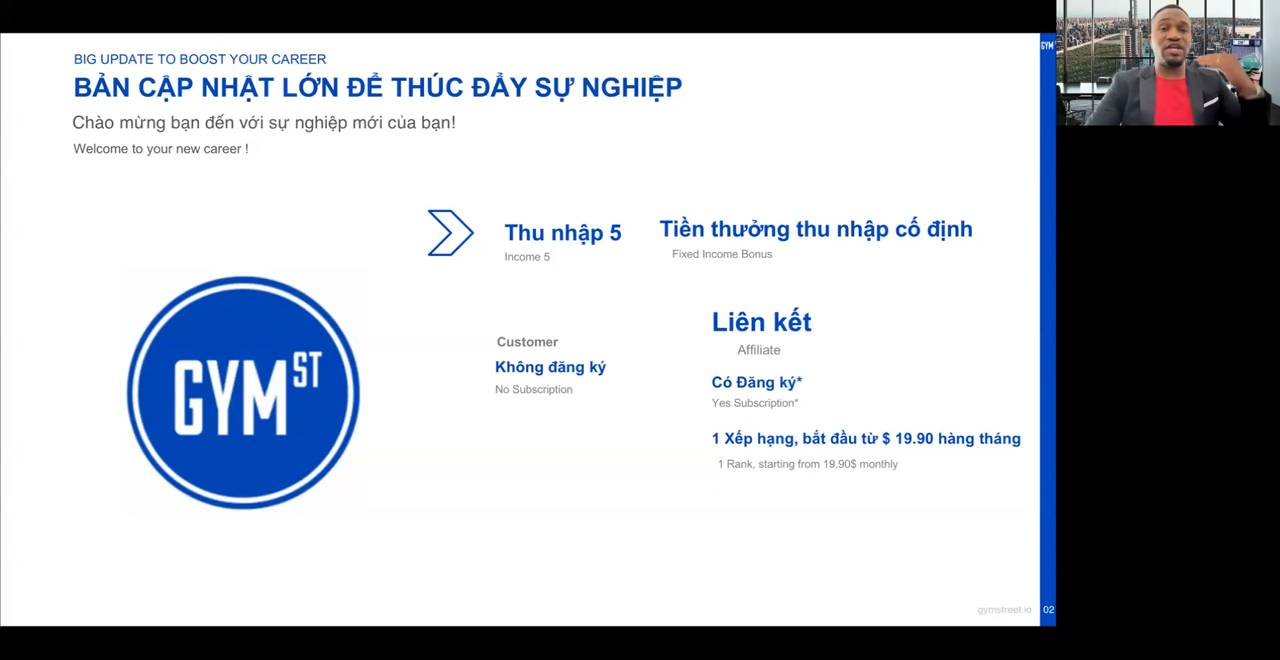 BIG UPDATE TO BOOST YOUR CAREER
BẢN CẬP NHẬT LỚN ĐỂ THÚC ĐẨY SỰ NGHIỆP
Chào mừng bạn đến với sự nghiệp mới của bạn!
Welcome to your new career !
Thu nhập 5
Income 5
Tiền thưởng thu nhập cố định
Fixed Income Bonus
Customer
Không đăng ký
No Subscription
Liên kết
Affiliate
Có Đăng ký*
Yes Subscription*
1 Xếp hạng, bắt đầu từ $ 19.90 hàng tháng
1 Rank, starting from 19.90$ monthly
GYM ST
GYM
gymstreet.io
02